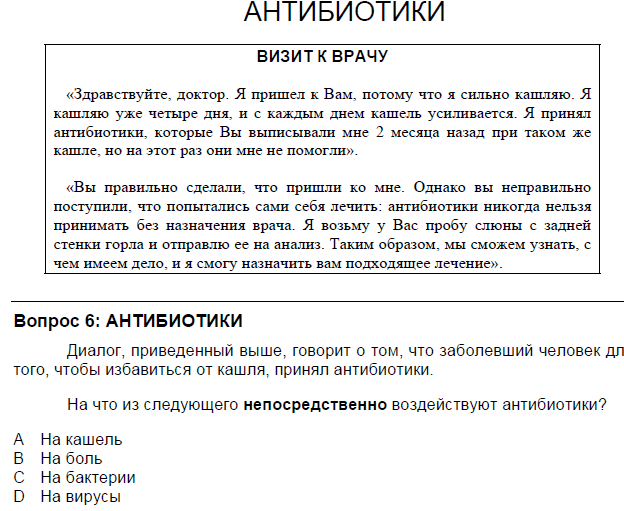 АНТИБИОТИКИ
ВИЗИТ К ВРАЧУ
«Здравствуйте, доктор. Я пришел к Вам, потому что я сильно кашляю. Я
кашляю уже четыре дня, и с каждым днем кашель усиливается. Я принял
антибиотики, которые Вы выписывали мне 2 месяца назад при таком же
кашле, но на этот раз они мне не помогли».
«Вы правильно сделали, что пришли ко мне. Однако вы неправильно
поступили, что попытались сами себя лечить: антибиотики никогда нельзя
принимать без назначения врача. Я возьму у Вас пробу слюны с задней
стенки горла и отправлю ее на анализ. Таким образом, мы сможем узнать, с
чем имеем дело, и я смогу назначить вам подходящее лечение».
Вопрос 6: АНТИБИОТИКИ
Диалог, приведенный выше, говорит о том, что заболевший человек дл
того, чтобы избавиться от кашля, принял антибиотики.
На что из следующего непосредственно воздействуют антибиотики?
A На кашель
B На боль
C На бактерии
D На вирусы